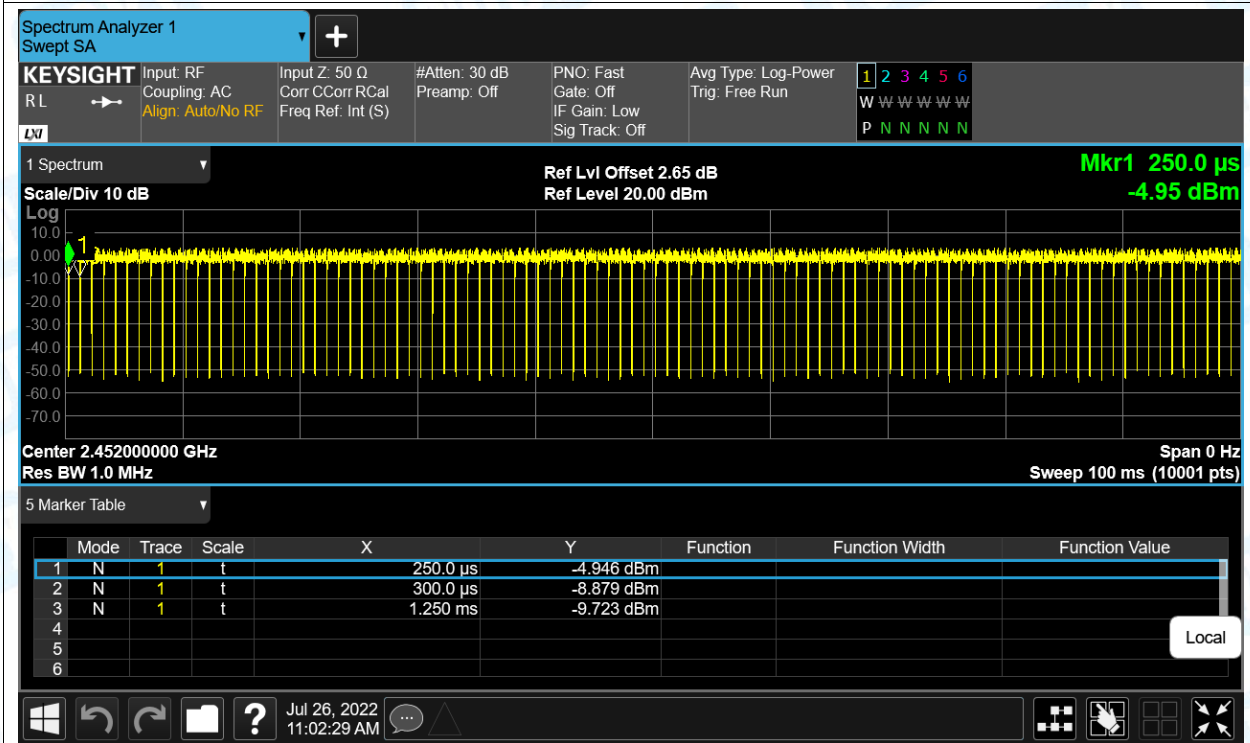 Spectrum Analyzer 1
Swept SA
KEYSIGHT
R L
LXI
Input: RF
Coupling: AC
Align: Auto/No RF
Input Z: 50 Ω
Corr CCorr RCal
Freq Ref: Int (S)
#Atten: 30 dB
Preamp: Off
PNO: Fast
Gate: Off
IF Gain: Low
Sig Track: Off
Avg Type: Log-Power
Trig: Free Run
1 2 3 4 5 6
W W W W W W
P N N N N N
1 Spectrum
Scale/Div 10 dB
Ref Lvl Offset 2.65 dB
Ref Level 20.00 dBm
Mkr1 250.0 µs
-4.95 dBm
Log
10.0
1
0.00
-10.0
-20.0
-30.0
-40.0
-50.0
-60.0
-70.0
Center 2.452000000 GHz
Res BW 1.0 MHz
Span 0 Hz
Sweep 100 ms (10001 pts)
5 Marker Table
Mode Trace Scale X Y Function Function Width Function Value
1 N 1 t 250.0 µs -4.946 dBm
2 N 1 t 300.0 µs -8.879 dBm
3 N 1 t 1.250 ms -9.723 dBm
4
5
6
Local
?
Jul 26, 2022
11:02:29 AM